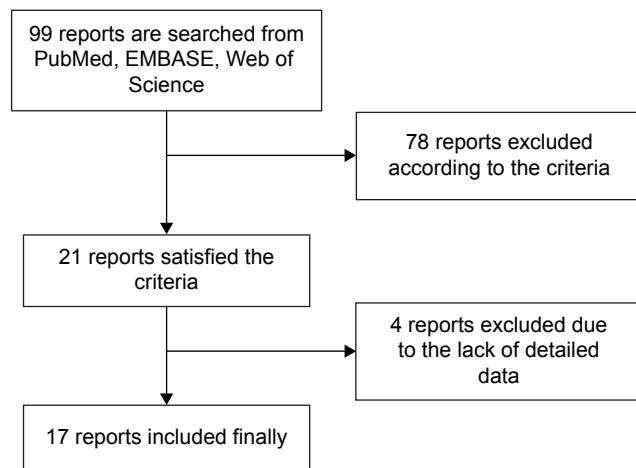 99 reports are searched from
PubMed, EMBASE, Web of
Science
78 reports excluded
according to the criteria
21 reports satisfied the
criteria
4 reports excluded due
to the lack of detailed
data
17 reports included finally